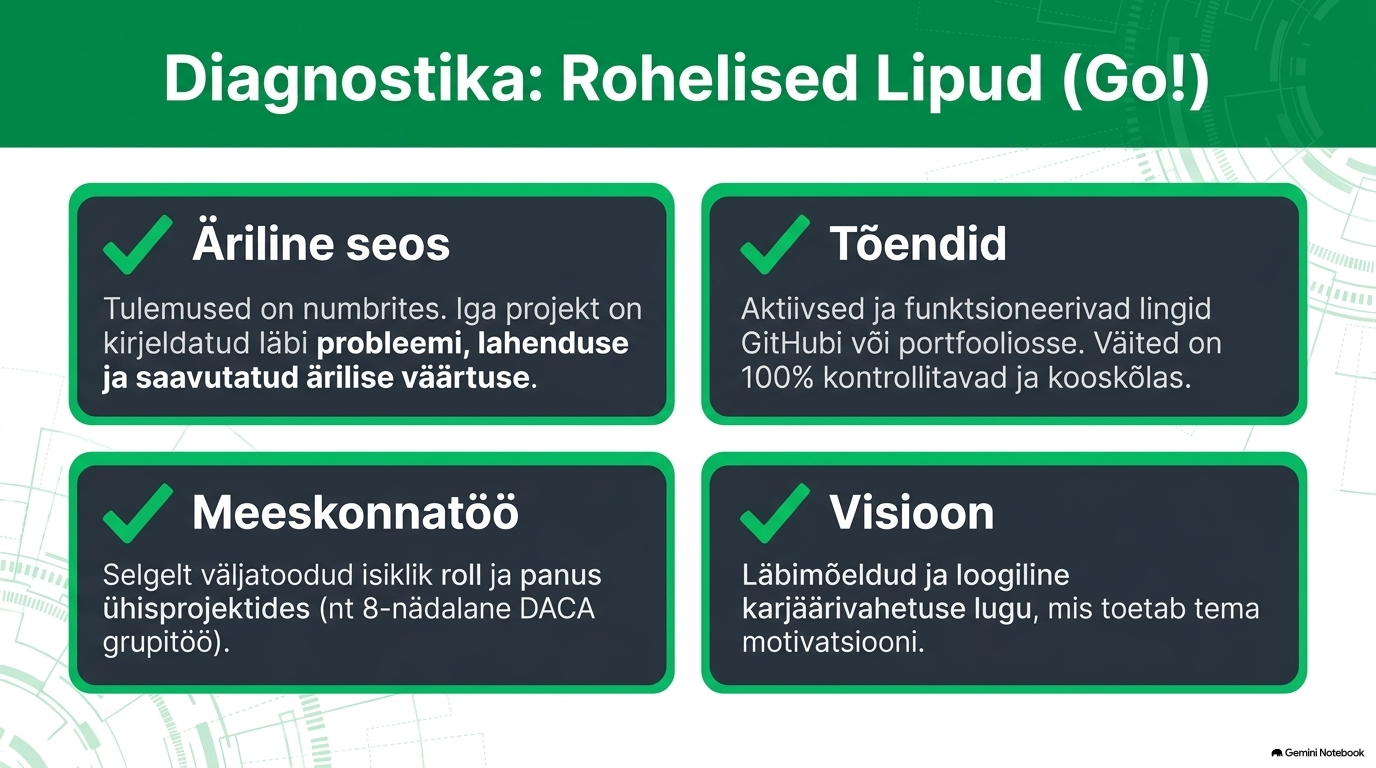 Diagnostika: Rohelised Lipud (Go!)
Äriline seos
Tulemused on numbrites. Iga projekt on
kirjeldatud läbi probleemi, lahenduse
ja saavutatud ärilise väärtuse.
Tõendid
Aktiivsed ja funktsioneerivad lingid
GitHubi või portfooliosse. Väited on
100% kontrollitavad ja kooskõlas.
Meeskonnatöö
Selgelt väljatoodud isiklik roll ja panus
ühisprojektides (nt 8-nädalane DACA
grupitöö).
Visioon
Läbimõeldud ja loogiline
karjäärivahetuse lugu, mis toetab tema
motivatsiooni.
Gemini Notebook